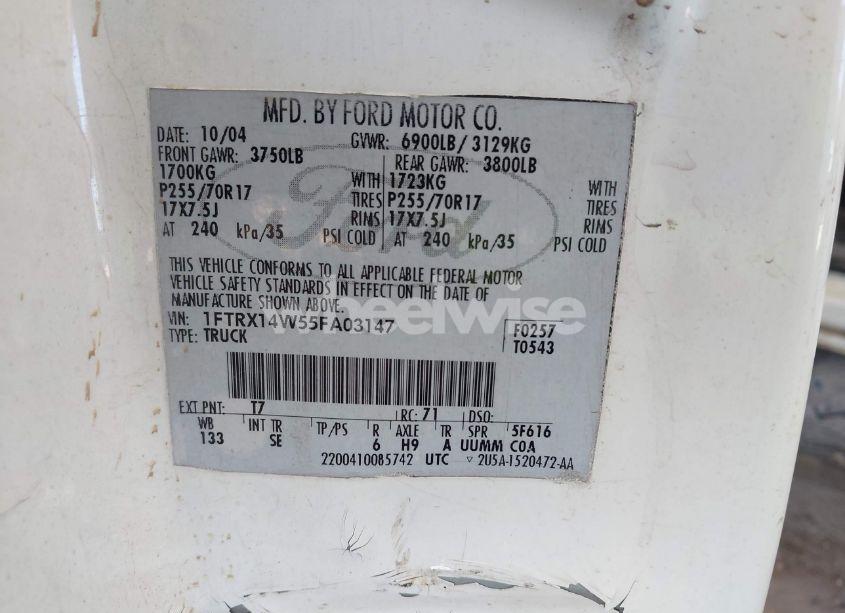 MFD. BY FORD MOTOR CO.
DATE: 10/04 GVWR: 6900LB / 3129KG
FRONT GAWR: 3750LB REAR GAWR: 3800LB
1700KG WITH 1723KG WITH
P255/70R17 TIRES P255/70R17 TIRES
17X7.5J RIMS 17X7.5J RIMS
AT 240 kPa/35 PSI COLD AT 240 kPa/35 PSI COLD
Ford
THIS VEHICLE CONFORMS TO ALL APPLICABLE FEDERAL MOTOR
VEHICLE SAFETY STANDARDS IN EFFECT ON THE DATE OF
MANUFACTURE SHOWN ABOVE.
wheelwise
VIN: 1FTRX14W55FA03147 F0257
TYPE: TRUCK T0543
EXT PNT: T7 RC: 71 DSO:
WB INT TR TP/PS R AXLE TR SPR 5F616
133 SE 6 H9 A UUMM COA
2200410085742 UTC ▽ 2U5A-1520472-AA